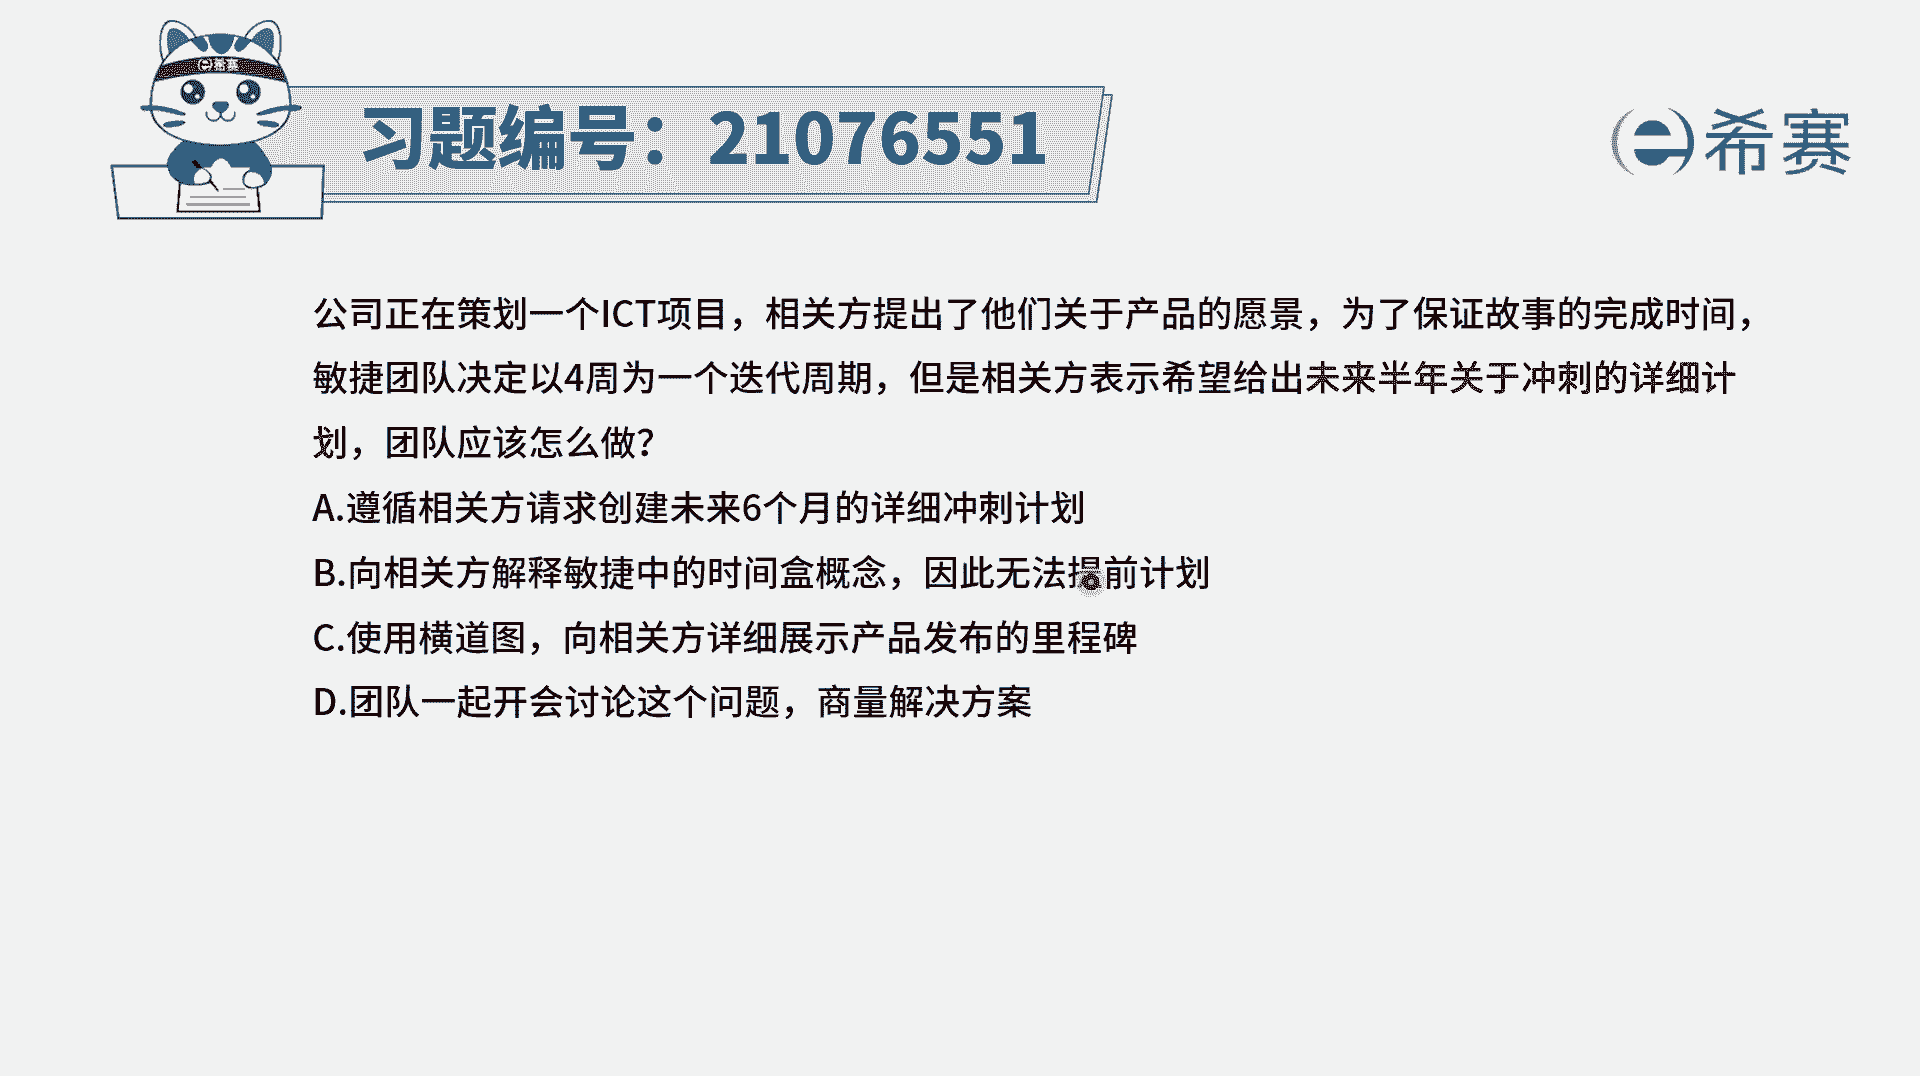 希赛
习题编号：21076551
希赛
公司正在策划一个ICT项目，相关方提出了他们关于产品的愿景，为了保证故事的完成时间，
敏捷团队决定以4周为一个迭代周期，但是相关方表示希望给出未来半年关于冲刺的详细计
划，团队应该怎么做？
A.遵循相关方请求创建未来6个月的详细冲刺计划
B.向相关方解释敏捷中的时间盒概念，因此无法提前计划
C.使用横道图，向相关方详细展示产品发布的里程碑
D.团队一起开会讨论这个问题，商量解决方案